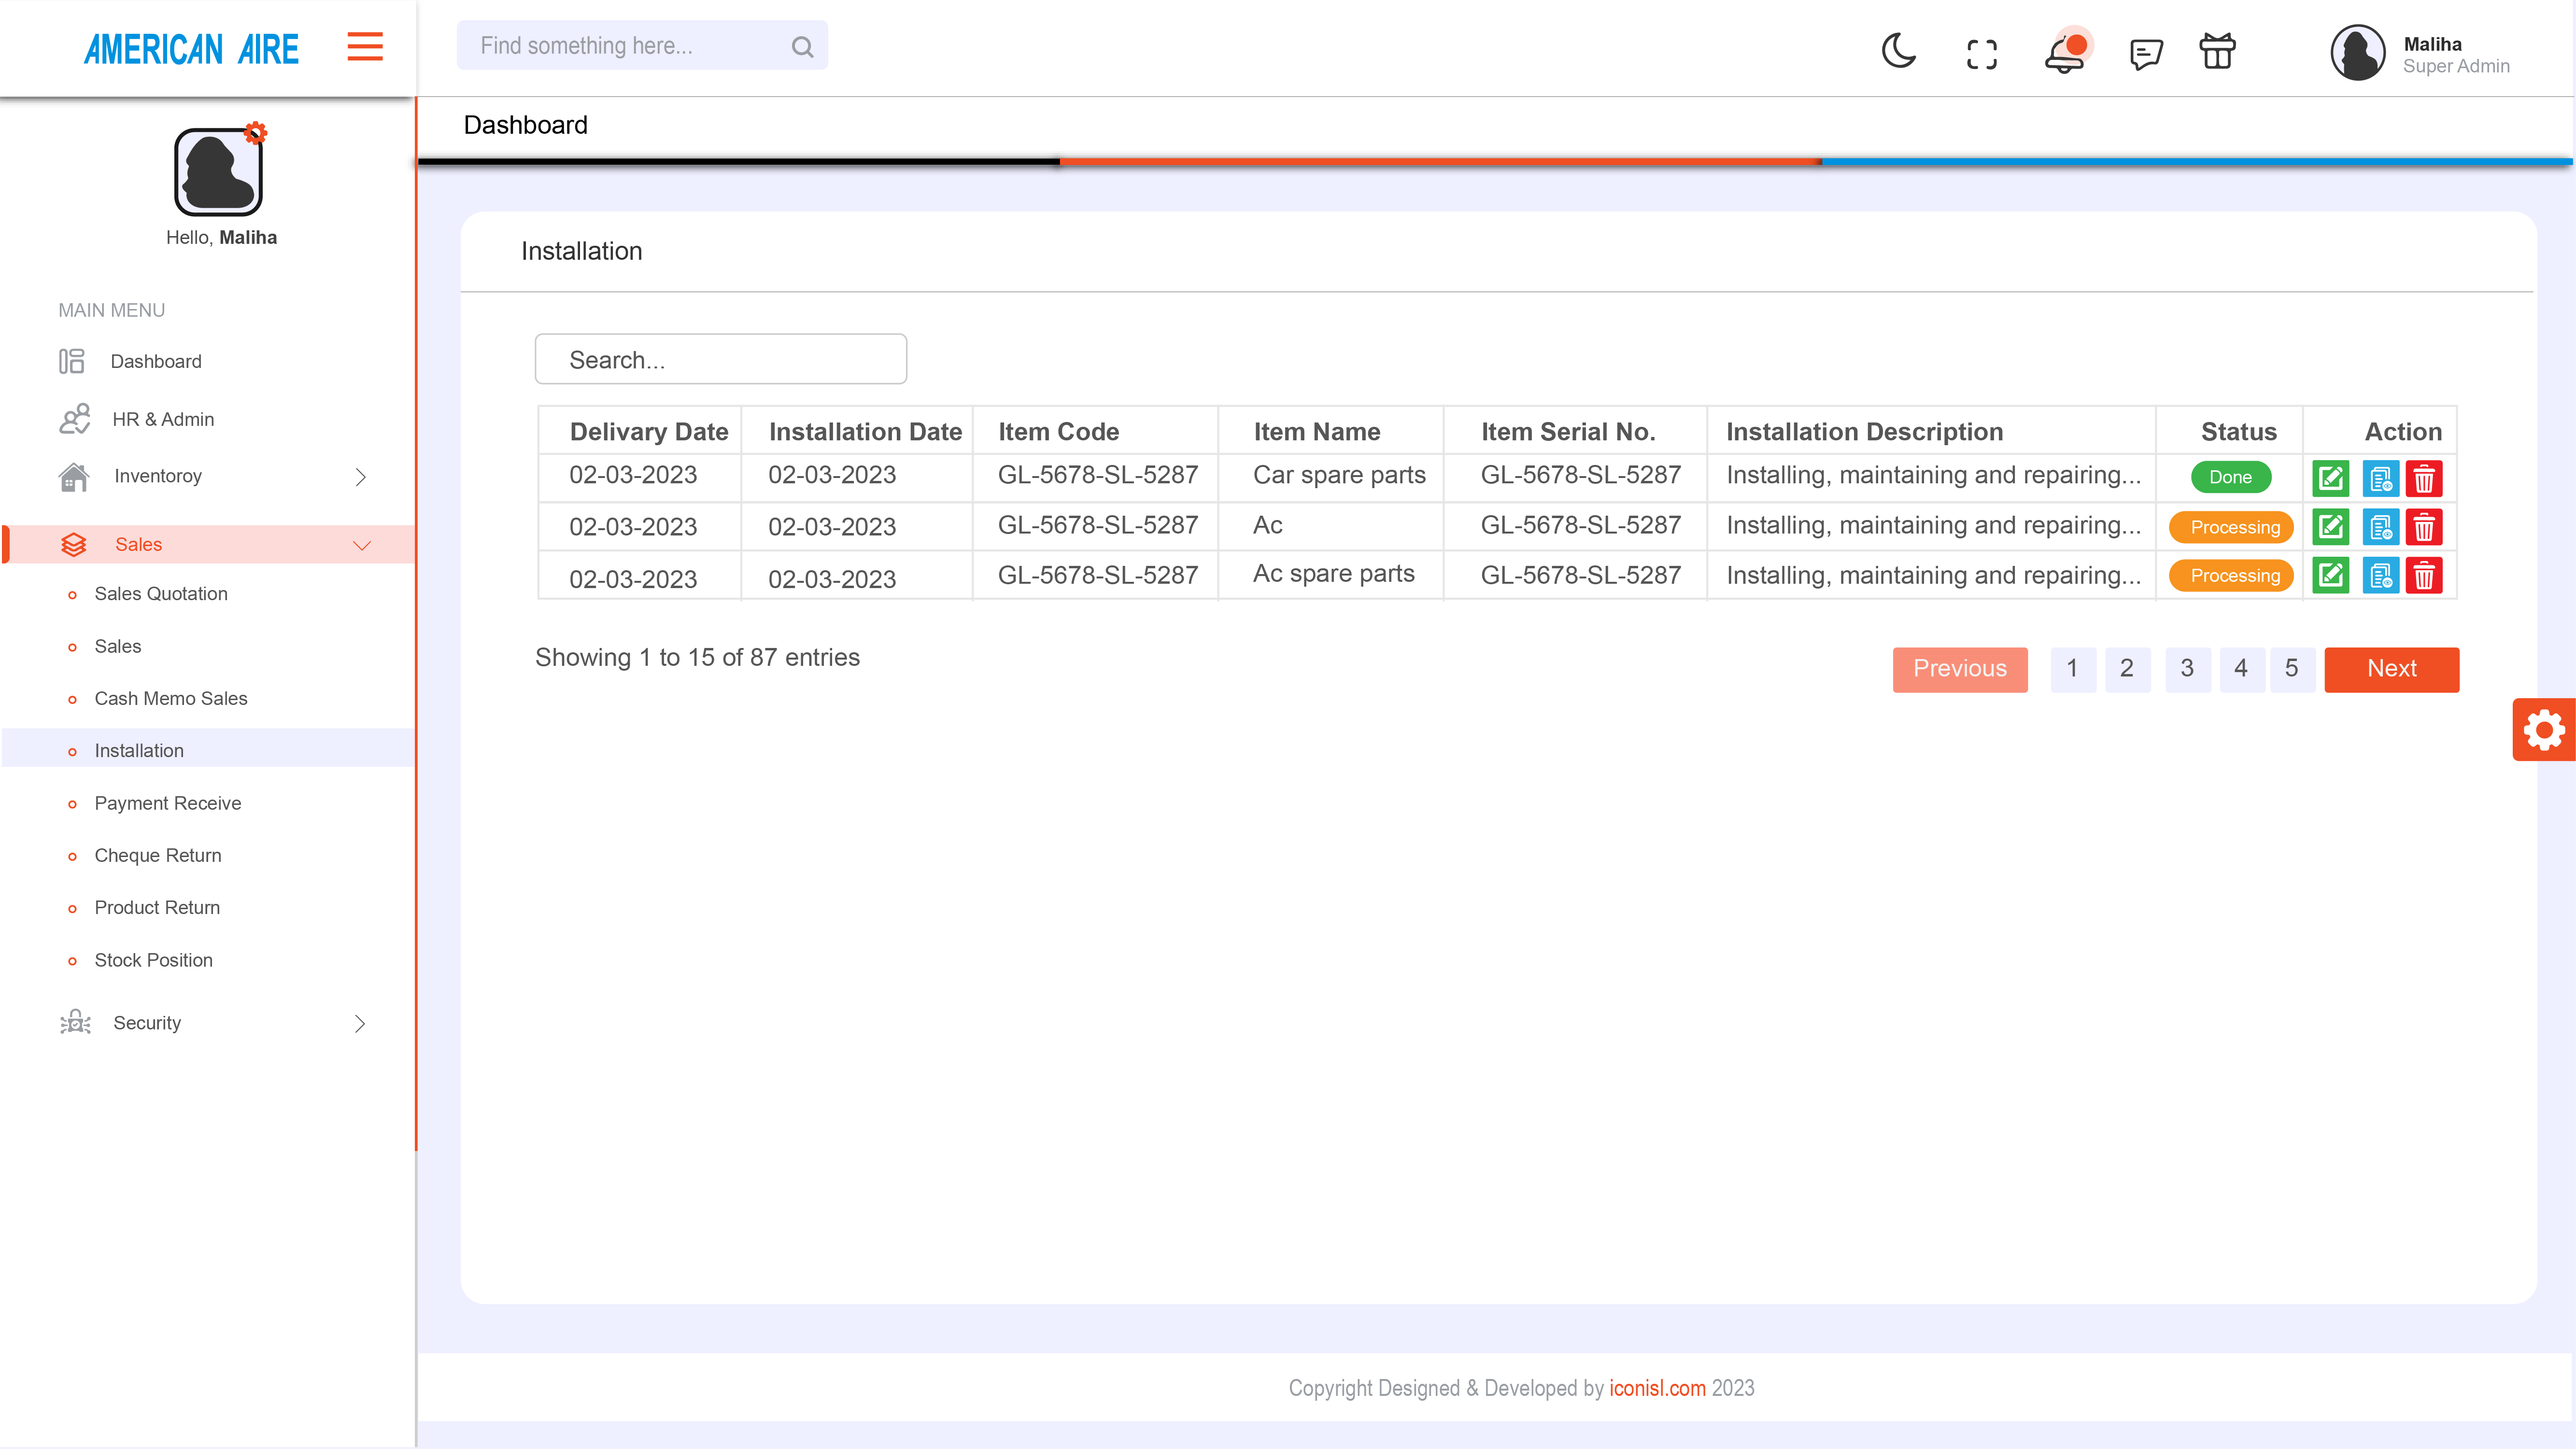 AMERICAN AIRE
Find something here...
Maliha
Super Admin
Dashboard
Hello, Maliha
MAIN MENU
Dashboard
HR & Admin
Inventoroy
Sales
Sales Quotation
Sales
Cash Memo Sales
Installation
Payment Receive
Cheque Return
Product Return
Stock Position
Security
Installation
Search...
Delivary Date Installation Date Item Code Item Name Item Serial No. Installation Description Status Action
02-03-2023 02-03-2023 GL-5678-SL-5287 Car spare parts GL-5678-SL-5287 Installing, maintaining and repairing... Done
02-03-2023 02-03-2023 GL-5678-SL-5287 Ac GL-5678-SL-5287 Installing, maintaining and repairing... Processing
02-03-2023 02-03-2023 GL-5678-SL-5287 Ac spare parts GL-5678-SL-5287 Installing, maintaining and repairing... Processing
Showing 1 to 15 of 87 entries
Previous 1 2 3 4 5 Next
Copyright Designed & Developed by iconisl.com 2023